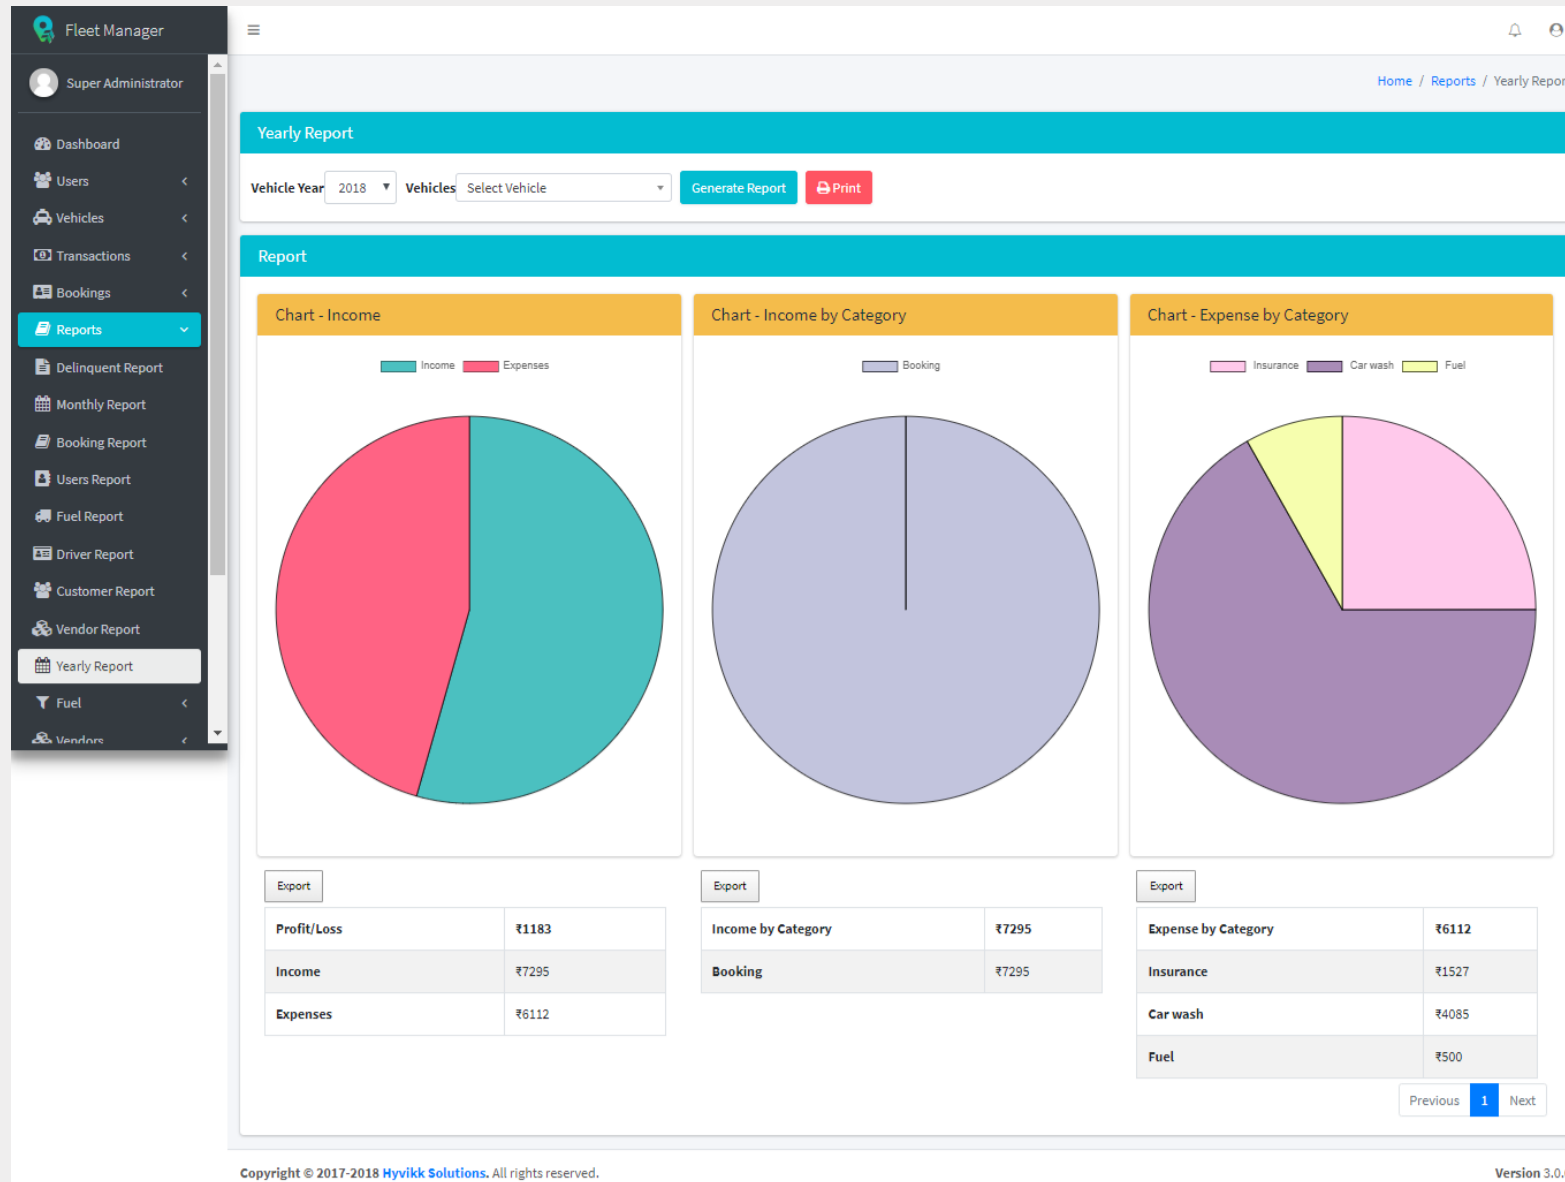 Fleet Manager
Super Administrator
Home / Reports / Yearly Repor
Dashboard
Users
Vehicles
Transactions
Bookings
Reports
Delinquent Report
Monthly Report
Booking Report
Users Report
Fuel Report
Driver Report
Customer Report
Vendor Report
Yearly Report
Fuel
Vendors
Yearly Report
Vehicle Year 2018 Vehicles Select Vehicle Generate Report Print
Report
Chart - Income
Income Expenses
Chart - Income by Category
Booking
Chart - Expense by Category
Insurance Car wash Fuel
Export
Profit/Loss ₹1183
Income ₹7295
Expenses ₹6112
Export
Income by Category ₹7295
Booking ₹7295
Export
Expense by Category ₹6112
Insurance ₹1527
Car wash ₹4085
Fuel ₹500
Previous 1 Next
Copyright © 2017-2018 Hyvikk Solutions. All rights reserved.
Version 3.0.